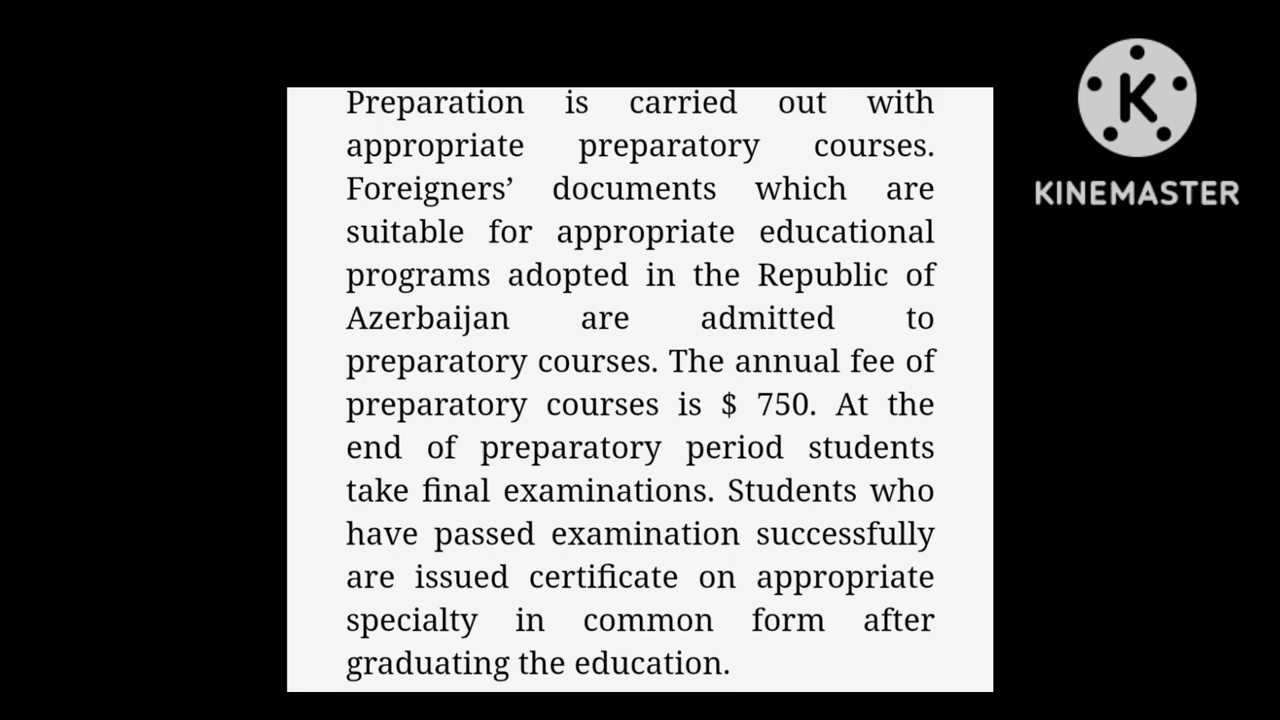 Preparation is carried out with
appropriate preparatory courses.
Foreigners’ documents which are
suitable for appropriate educational
programs adopted in the Republic of
Azerbaijan are admitted to
preparatory courses. The annual fee of
preparatory courses is $ 750. At the
end of preparatory period students
take final examinations. Students who
have passed examination successfully
are issued certificate on appropriate
specialty in common form after
graduating the education.
K
KINEMASTER